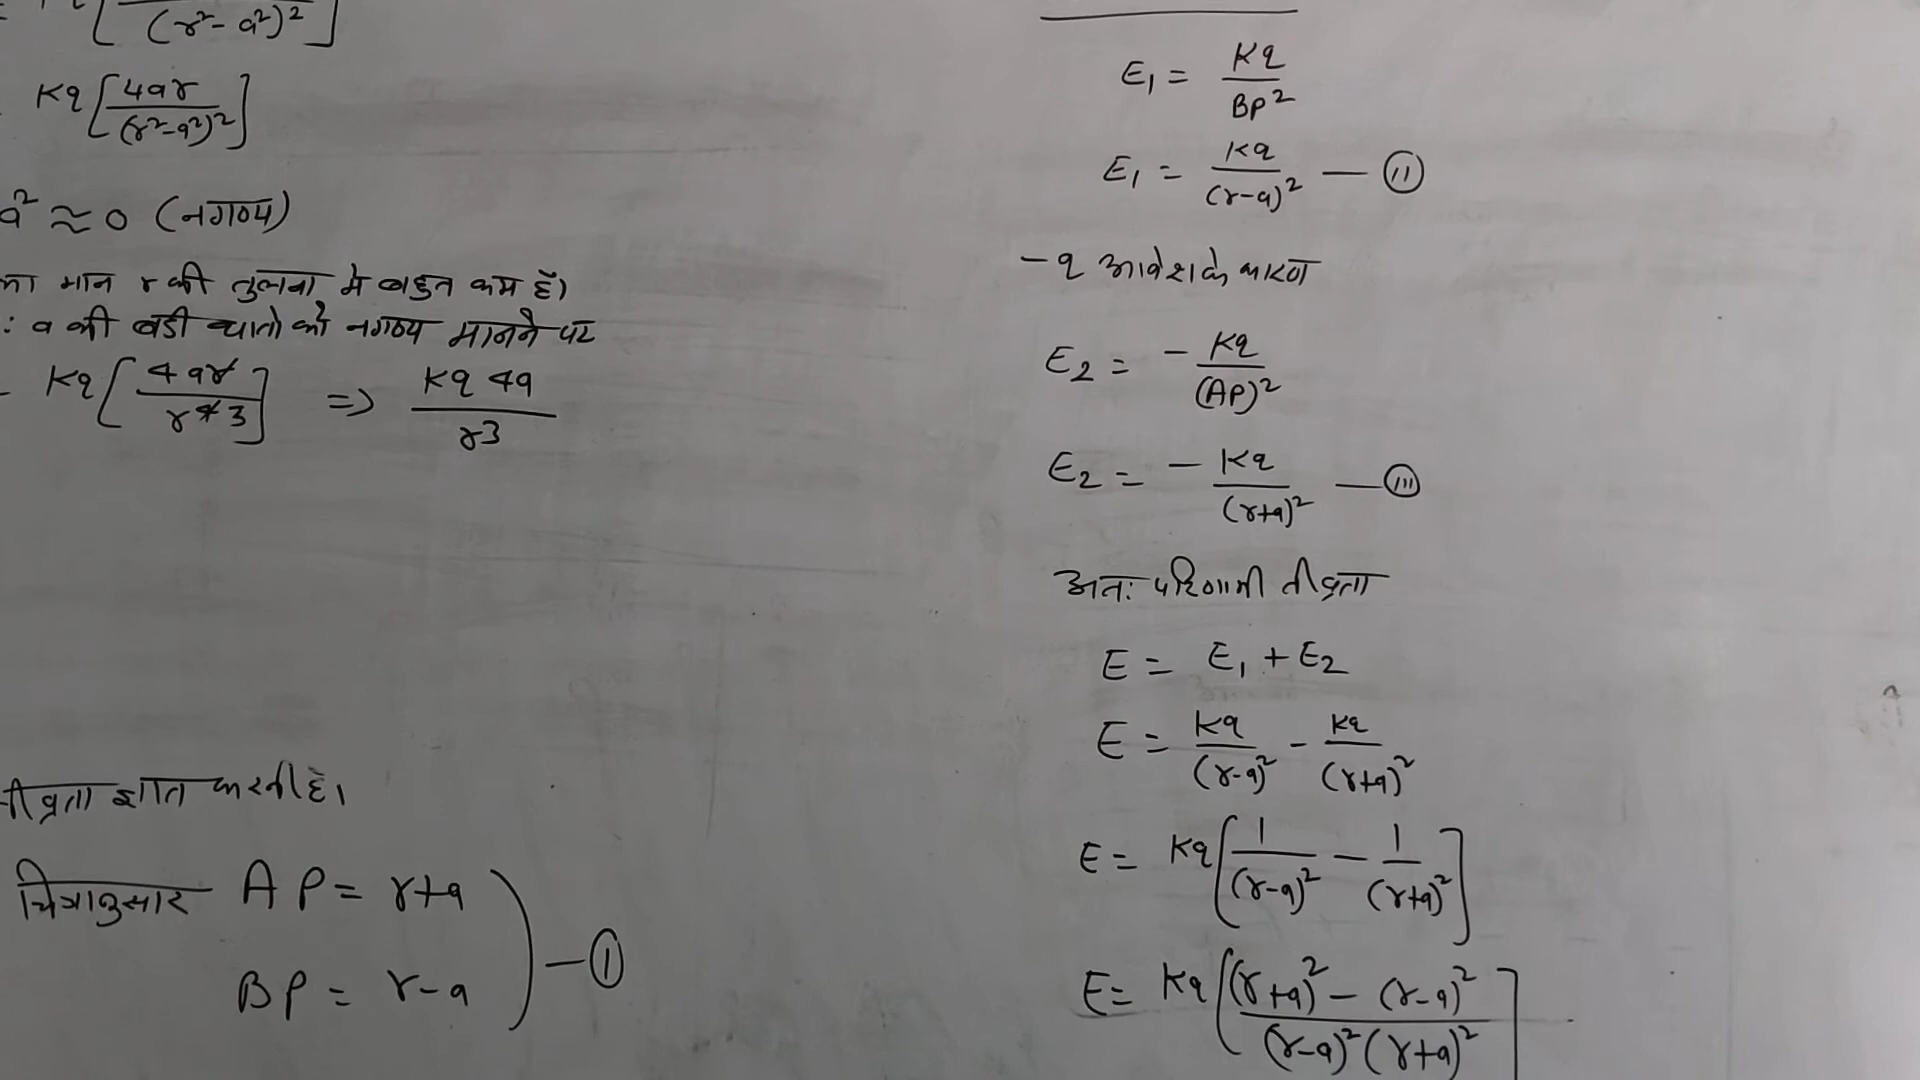 (r²-a²)²
Kq [4ar/(r²-a²)²]
a² ≈ 0 (नगण्य)
का मान r की तुलना मे बाहुत कम हैं।
: a की बडी घातो को नगण्य मानने पर
Kq [4ar/r⁴3] => Kq 4a/r3
तीव्रता ज्ञात करनी हैं।
चित्रानुसार AP = r+a
BP = r-a
— (1)
E₁ = Kq/BP²
E₁ = Kq/(r-a)² — (II)
-q आवेश के कारण
E₂ = - Kq/(AP)²
E₂ = - Kq/(r+a)² — (III)
अत: परिणामी तीव्रता
E = E₁ + E₂
E = Kq/(r-a)² - Kq/(r+a)²
E = Kq [1/(r-a)² - 1/(r+a)²]
E = Kq [(r+a)² - (r-a)²/(r-a)² (r+a)²]